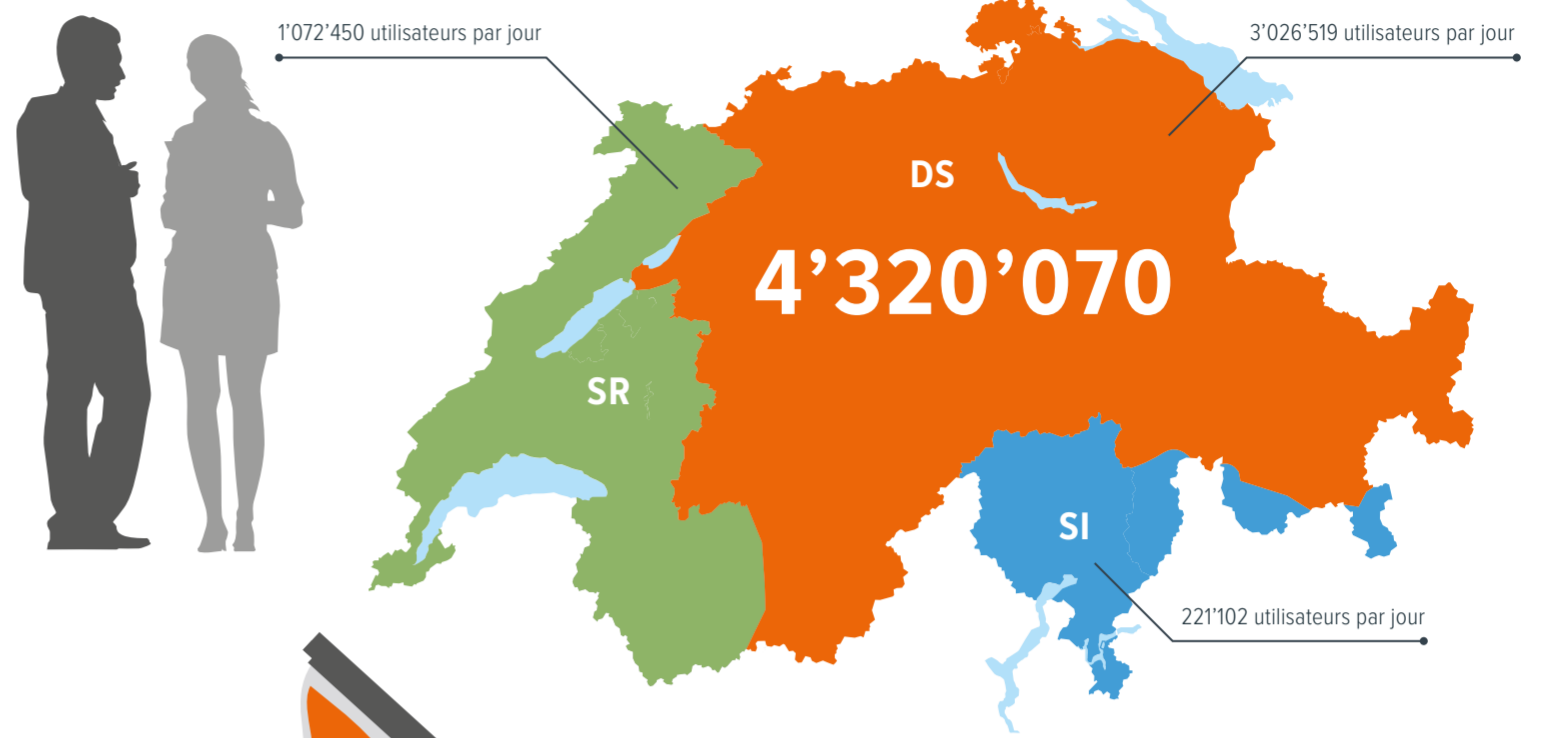 1’072’450 utilisateurs par jour
3’026’519 utilisateurs par jour
DS
4’320’070
SR
SI
221’102 utilisateurs par jour